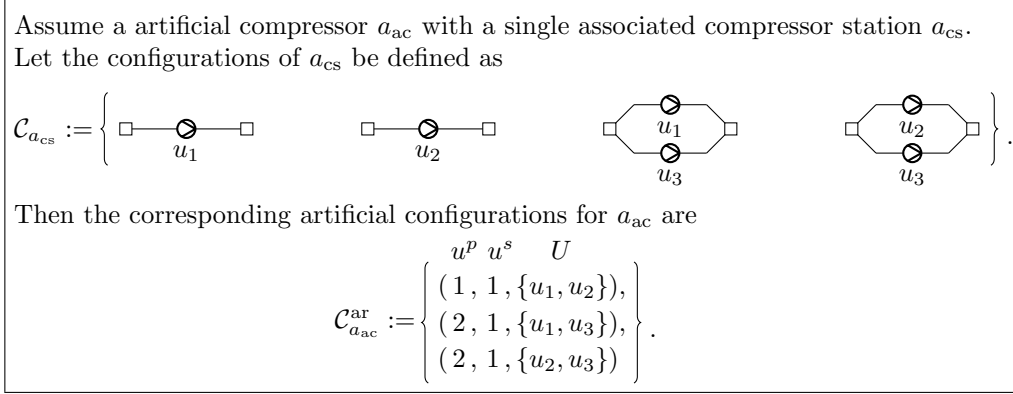 Assume a artificial compressor a_ac with a single associated compressor station a_cs.
Let the configurations of a_cs be defined as
𝒞_{a_cs} := { u_1 u_2 u_1 u_3 u_2 u_3 } .
Then the corresponding artificial configurations for a_ac are
u^p u^s U
𝒞^{ar}_{a_ac} := { (1, 1, {u_1, u_2}),
(2, 1, {u_1, u_3}),
(2, 1, {u_2, u_3}) } .